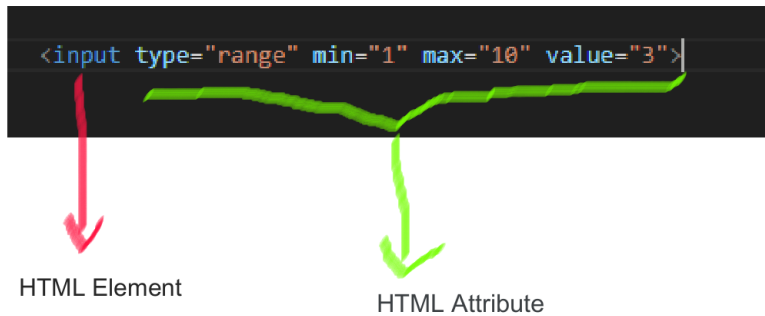 <input type="range" min="1" max="10" value="3">
HTML Element
HTML Attribute